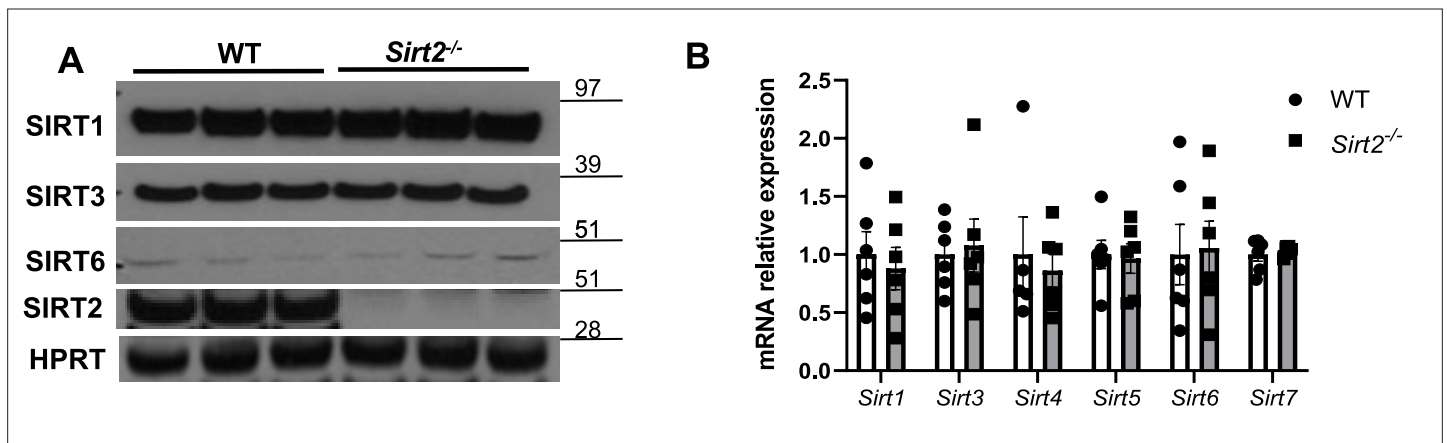 A
WT Sirt2-/-
SIRT1 97
SIRT3 39
SIRT6 51
SIRT2 51
HPRT 28
B
mRNA relative expression
2.5
2.0
1.5
1.0
0.5
0.0
WT
Sirt2-/-
Sirt1 Sirt3 Sirt4 Sirt5 Sirt6 Sirt7